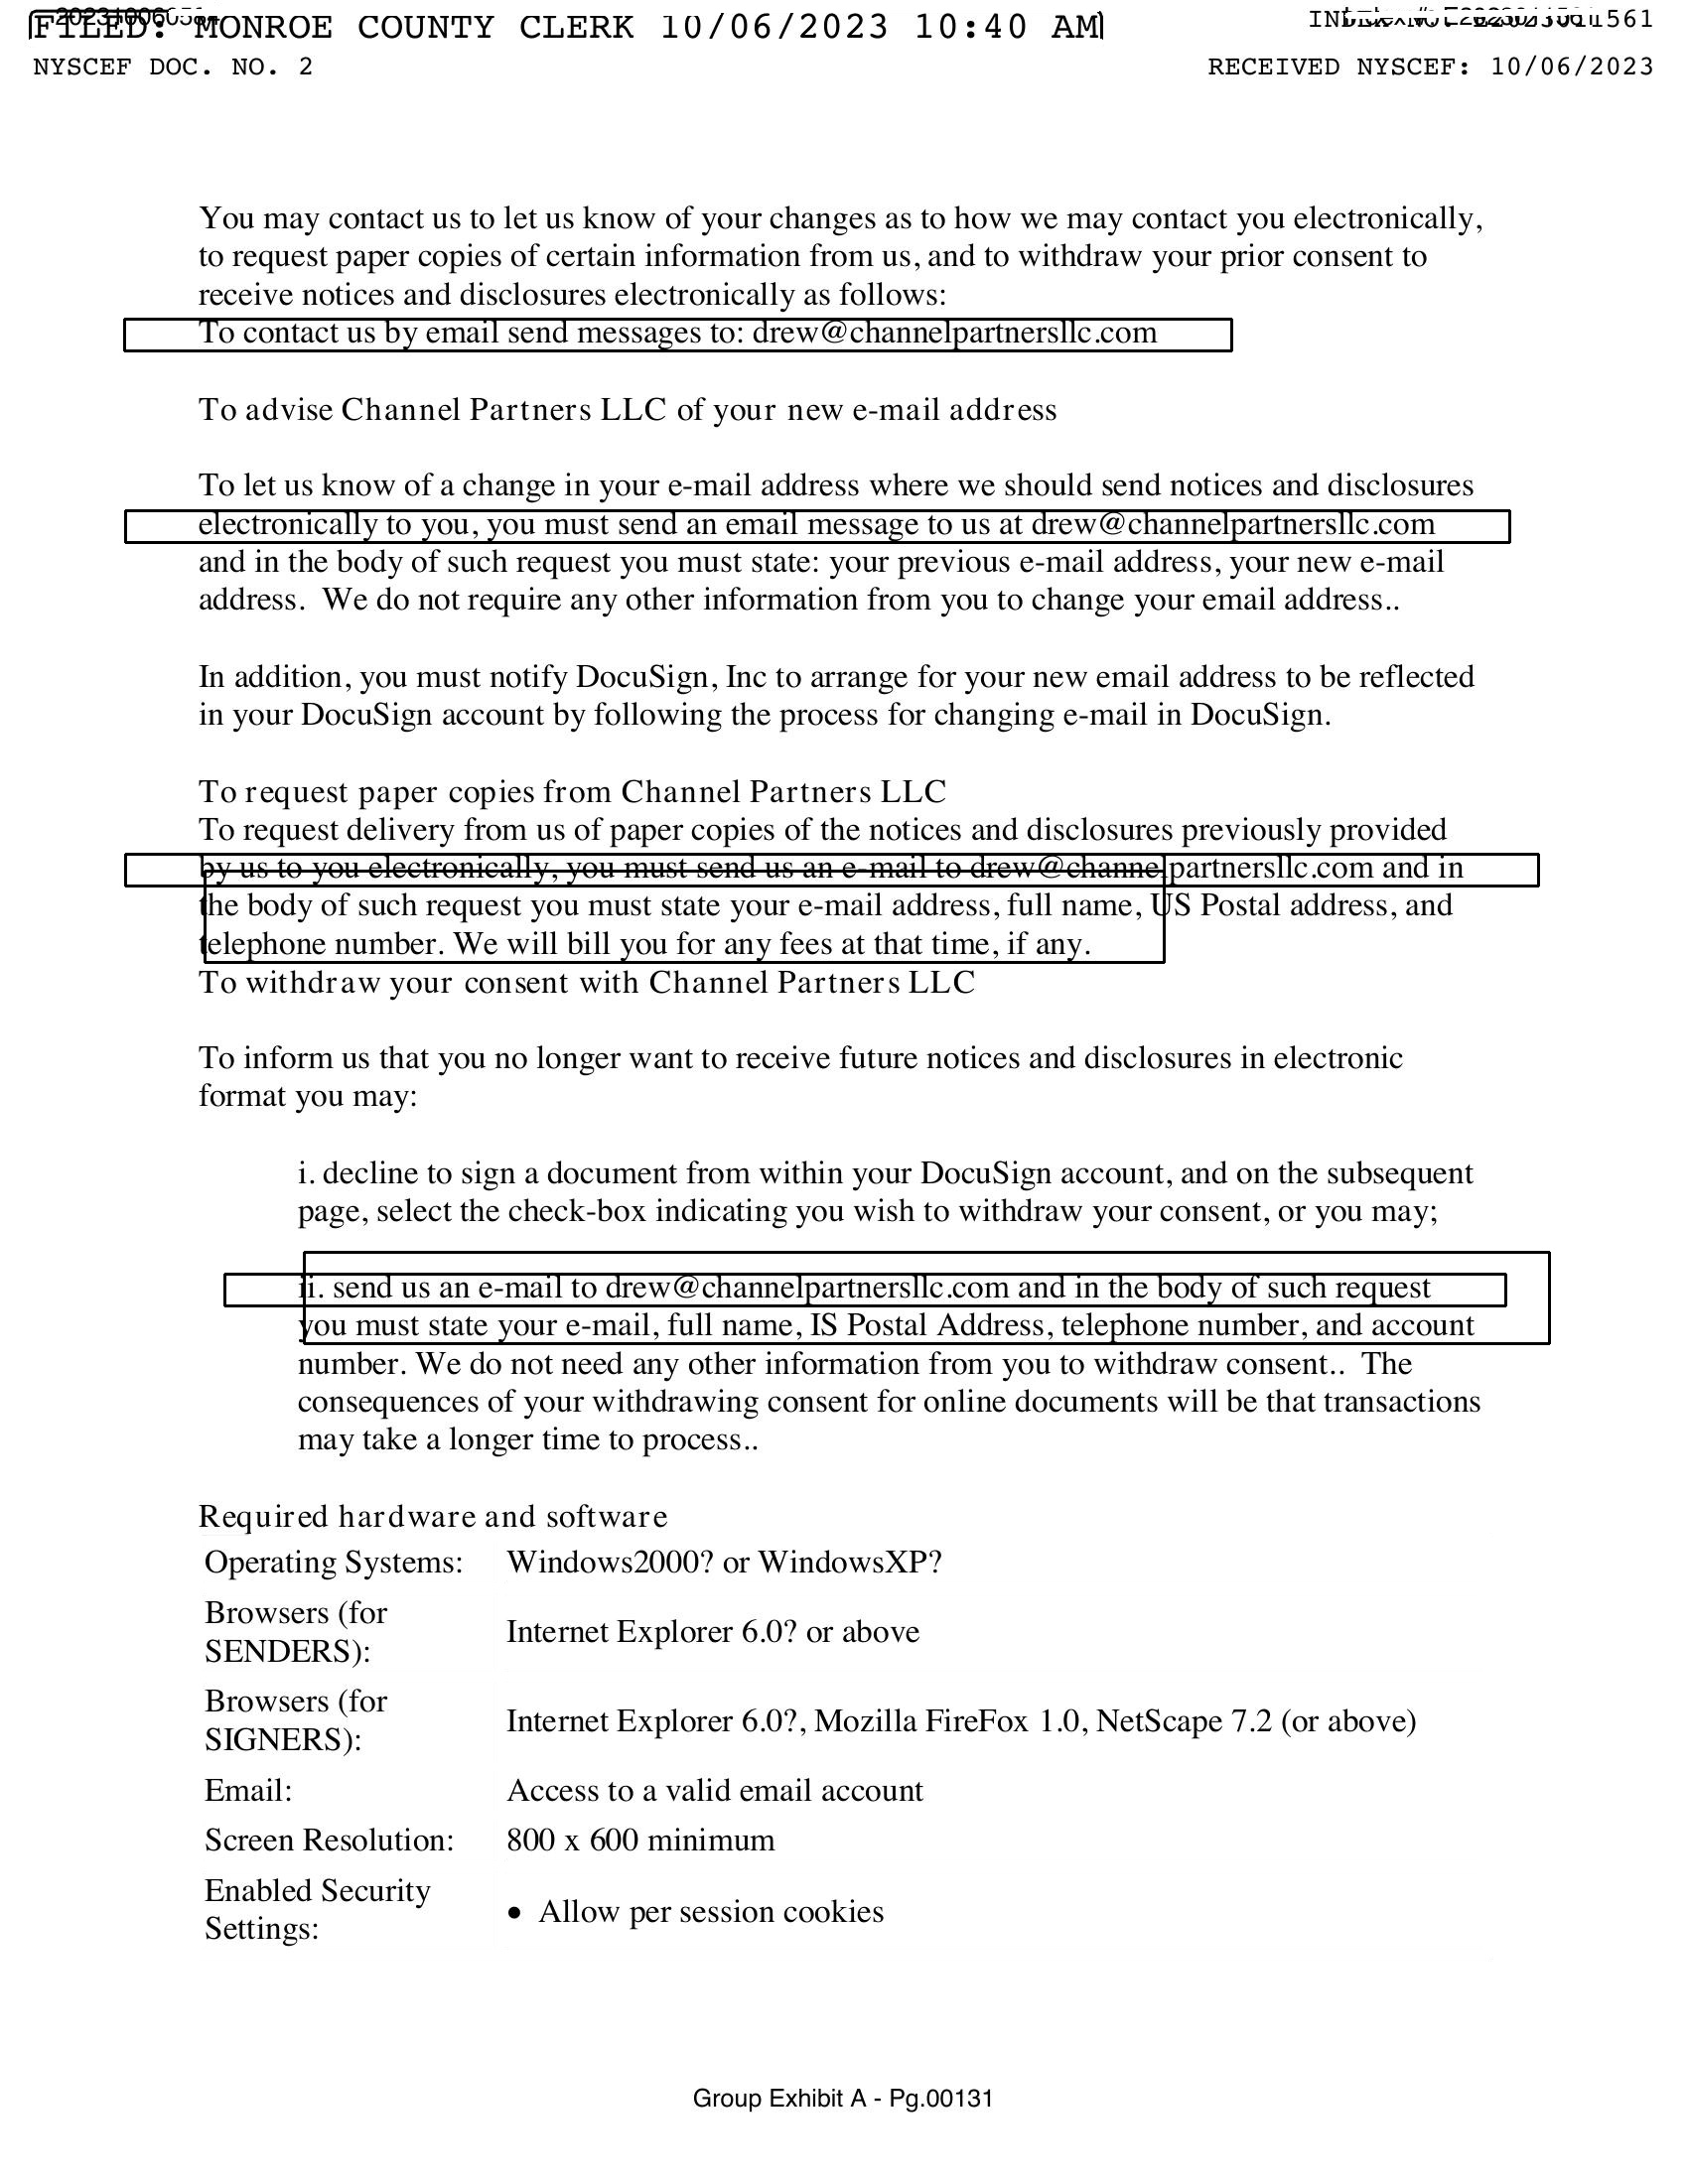 FILED: MONROE COUNTY CLERK 10/06/2023 10:40 AM
NYSCEF DOC. NO. 2
RECEIVED NYSCEF: 10/06/2023
You may contact us to let us know of your changes as to how we may contact you electronically,
to request paper copies of certain information from us, and to withdraw your prior consent to
receive notices and disclosures electronically as follows:
To contact us by email send messages to: drew@channelpartnersllc.com
To advise Channel Partners LLC of your new e-mail address
To let us know of a change in your e-mail address where we should send notices and disclosures
electronically to you, you must send an email message to us at drew@channelpartnersllc.com
and in the body of such request you must state: your previous e-mail address, your new e-mail
address.  We do not require any other information from you to change your email address..
In addition, you must notify DocuSign, Inc to arrange for your new email address to be reflected
in your DocuSign account by following the process for changing e-mail in DocuSign.
To request paper copies from Channel Partners LLC
To request delivery from us of paper copies of the notices and disclosures previously provided
by us to you electronically, you must send us an e-mail to drew@channelpartnersllc.com and in
the body of such request you must state your e-mail address, full name, US Postal address, and
telephone number. We will bill you for any fees at that time, if any.
To withdraw your consent with Channel Partners LLC
To inform us that you no longer want to receive future notices and disclosures in electronic
format you may:
i. decline to sign a document from within your DocuSign account, and on the subsequent
page, select the check-box indicating you wish to withdraw your consent, or you may;
ii. send us an e-mail to drew@channelpartnersllc.com and in the body of such request
you must state your e-mail, full name, IS Postal Address, telephone number, and account
number. We do not need any other information from you to withdraw consent..  The
consequences of your withdrawing consent for online documents will be that transactions
may take a longer time to process..
Required hardware and software
Operating Systems: Windows2000? or WindowsXP?
Browsers (for
SENDERS): Internet Explorer 6.0? or above
Browsers (for
SIGNERS): Internet Explorer 6.0?, Mozilla FireFox 1.0, NetScape 7.2 (or above)
Email: Access to a valid email account
Screen Resolution: 800 x 600 minimum
Enabled Security
Settings: • Allow per session cookies
Group Exhibit A - Pg.00131